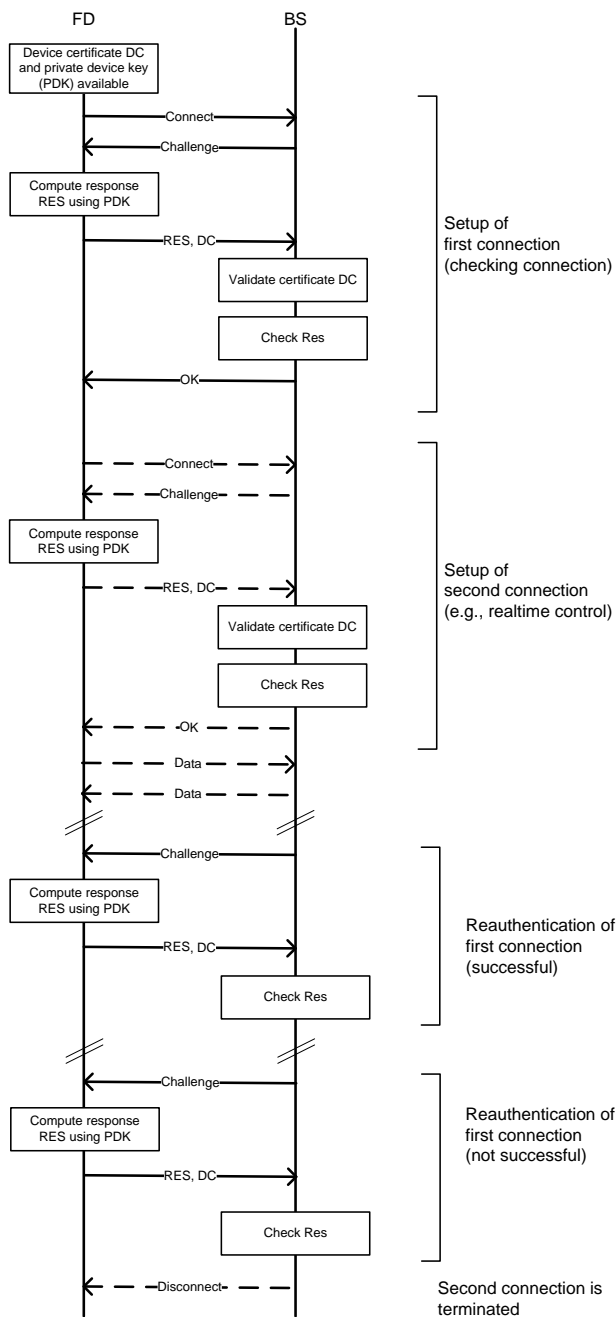 FD
BS
Device certificate DC
and private device key
(PDK) available
Connect
Challenge
Compute response
RES using PDK
RES, DC
Validate certificate DC
Check Res
OK
Setup of
first connection
(checking connection)
Connect
Challenge
Compute response
RES using PDK
RES, DC
Validate certificate DC
Check Res
OK
Setup of
second connection
(e.g., realtime control)
Data
Data
Challenge
Compute response
RES using PDK
RES, DC
Check Res
Reauthentication of
first connection
(successful)
Challenge
Compute response
RES using PDK
RES, DC
Check Res
Reauthentication of
first connection
(not successful)
Disconnect
Second connection is
terminated